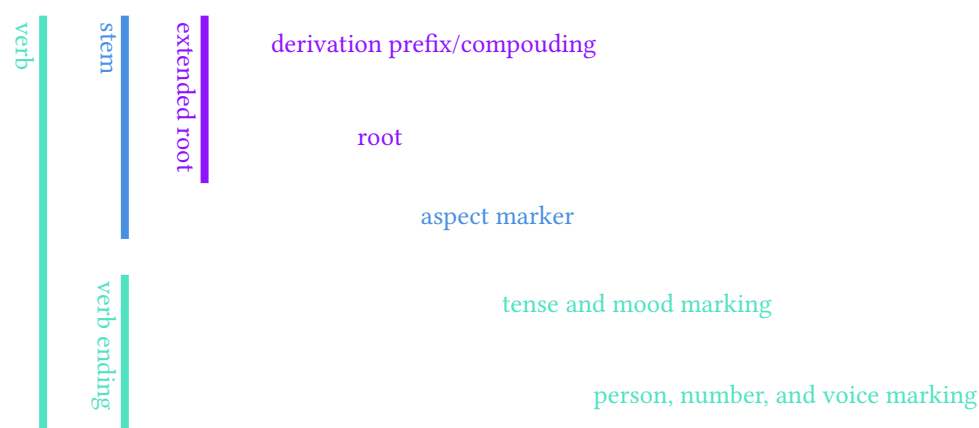 verb
stem
extended root
derivation prefix/compouding
root
aspect marker
verb ending
tense and mood marking
person, number, and voice marking